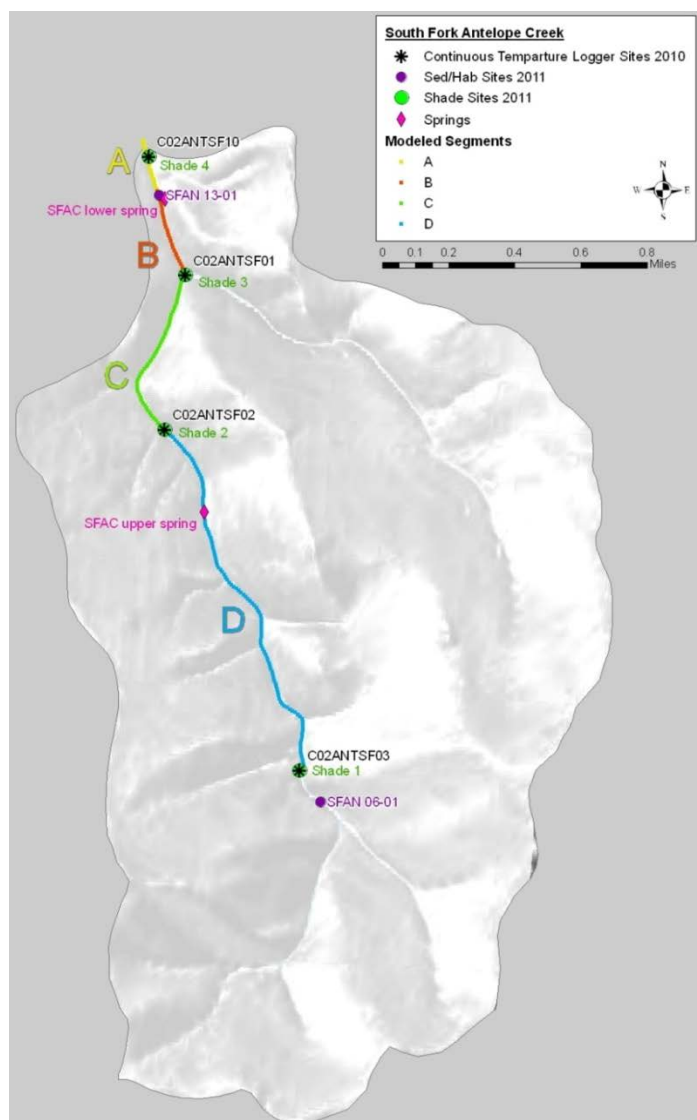 South Fork Antelope Creek
Continuous Temparture Logger Sites 2010
Sed/Hab Sites 2011
Shade Sites 2011
Springs
Modeled Segments
A
B
C
D
N
W E
S
0 0.1 0.2 0.4 0.6 0.8
Miles
C02ANTSF10
A
Shade 4
SFAN 13-01
SFAC lower spring
B
C02ANTSF01
Shade 3
C
C02ANTSF02
Shade 2
SFAC upper spring
D
C02ANTSF03
Shade 1
SFAN 06-01